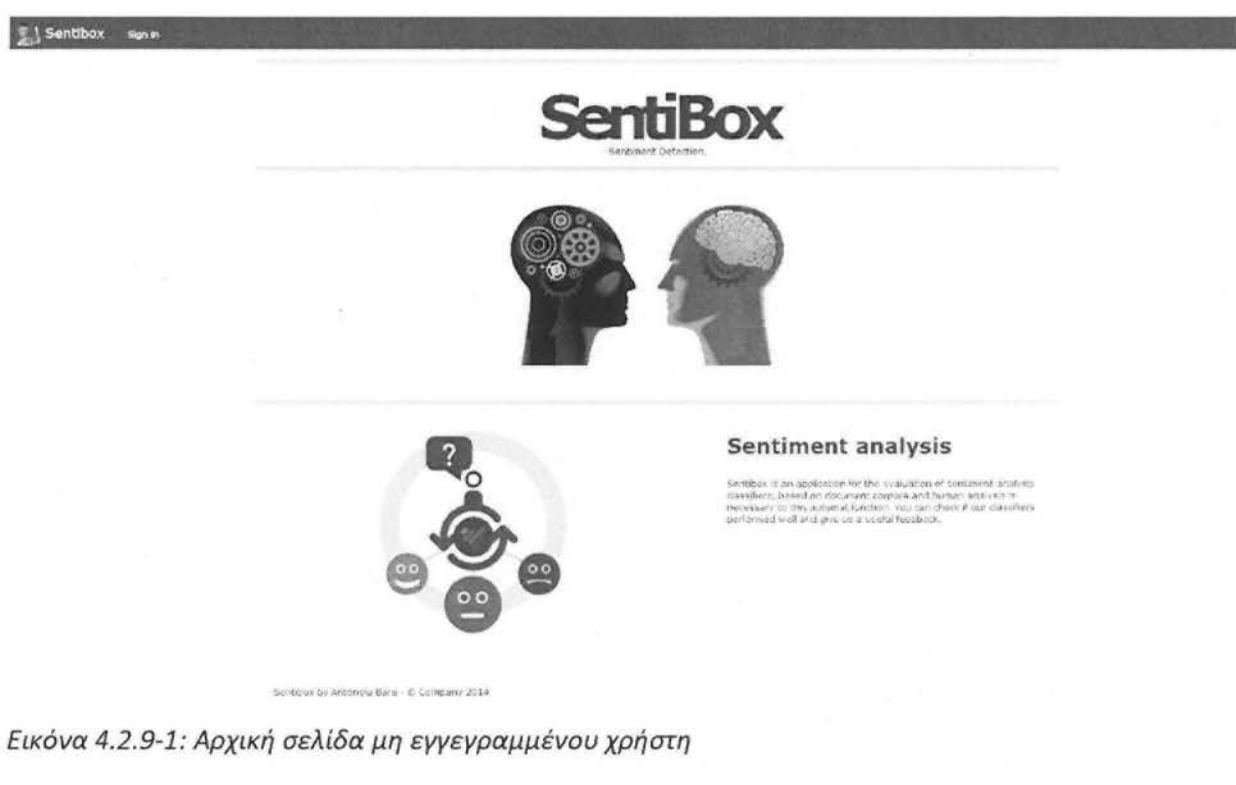 Sentibox Sign in
SentiBox
Sentiment Detection.
?
Sentiment analysis
Sentibox is an application for the evaluation of sentiment analysis
classifiers, based on document corpora and human analysis is
necessary to this automat function. You can check if our classifiers
performed well and give us a useful feedback.
Sentibox by Antonela - © Company 2014
Εικόνα 4.2.9-1: Αρχική σελίδα μη εγγεγραμμένου χρήστη